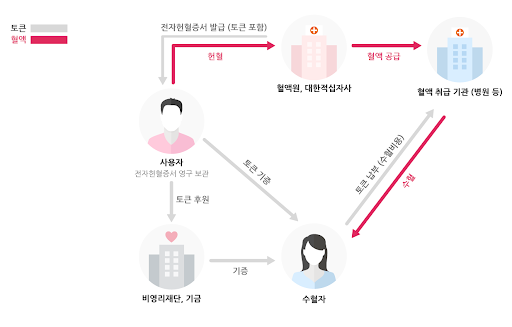 토큰
혈액
전자헌혈증서 발급 (토큰 포함)
헌혈
혈액 공급
혈액원, 대한적십자사
혈액 취급 기관 (병원 등)
사용자
전자헌혈증서 영구 보관
토큰 기증
토큰 납부 (수혈비용)
수혈
토큰 후원
기증
비영리재단, 기금
수혈자